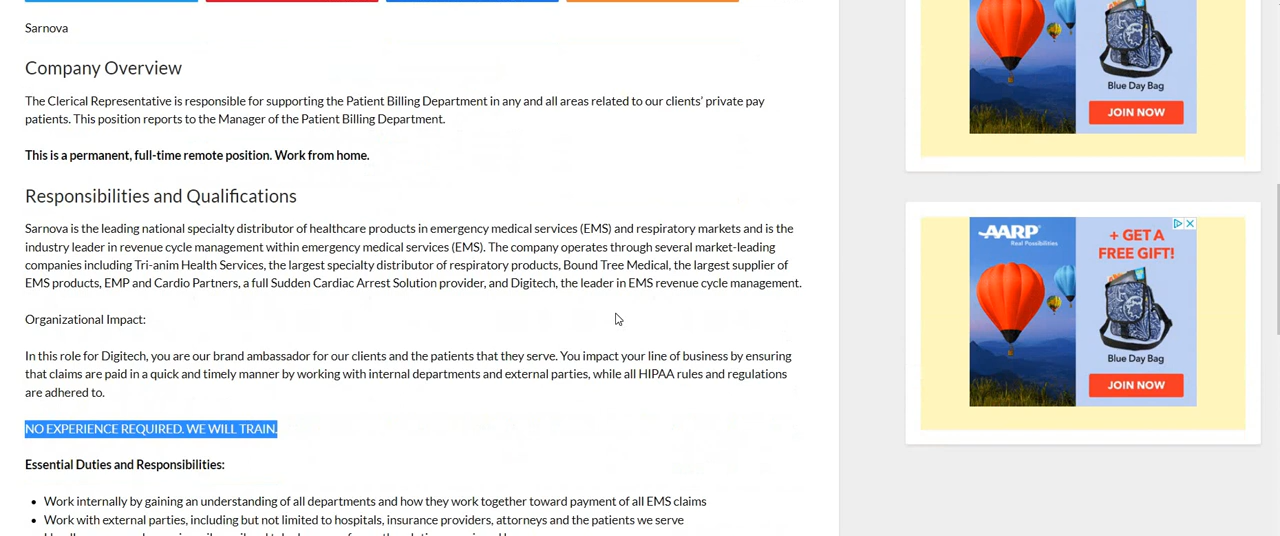 Sarnova
Company Overview
The Clerical Representative is responsible for supporting the Patient Billing Department in any and all areas related to our clients' private pay
patients. This position reports to the Manager of the Patient Billing Department.
This is a permanent, full-time remote position. Work from home.
Responsibilities and Qualifications
Sarnova is the leading national specialty distributor of healthcare products in emergency medical services (EMS) and respiratory markets and is the
industry leader in revenue cycle management within emergency medical services (EMS). The company operates through several market-leading
companies including Tri-anim Health Services, the largest specialty distributor of respiratory products, Bound Tree Medical, the largest supplier of
EMS products, EMP and Cardio Partners, a full Sudden Cardiac Arrest Solution provider, and Digitech, the leader in EMS revenue cycle management.
Organizational Impact:
In this role for Digitech, you are our brand ambassador for our clients and the patients that they serve. You impact your line of business by ensuring
that claims are paid in a quick and timely manner by working with internal departments and external parties, while all HIPAA rules and regulations
are adhered to.
NO EXPERIENCE REQUIRED. WE WILL TRAIN.
Essential Duties and Responsibilities:
• Work internally by gaining an understanding of all departments and how they work together toward payment of all EMS claims
• Work with external parties, including but not limited to hospitals, insurance providers, attorneys and the patients we serve
Blue Day Bag
JOIN NOW
AARP
Real Possibilities
+ GET A
FREE GIFT!
Blue Day Bag
JOIN NOW